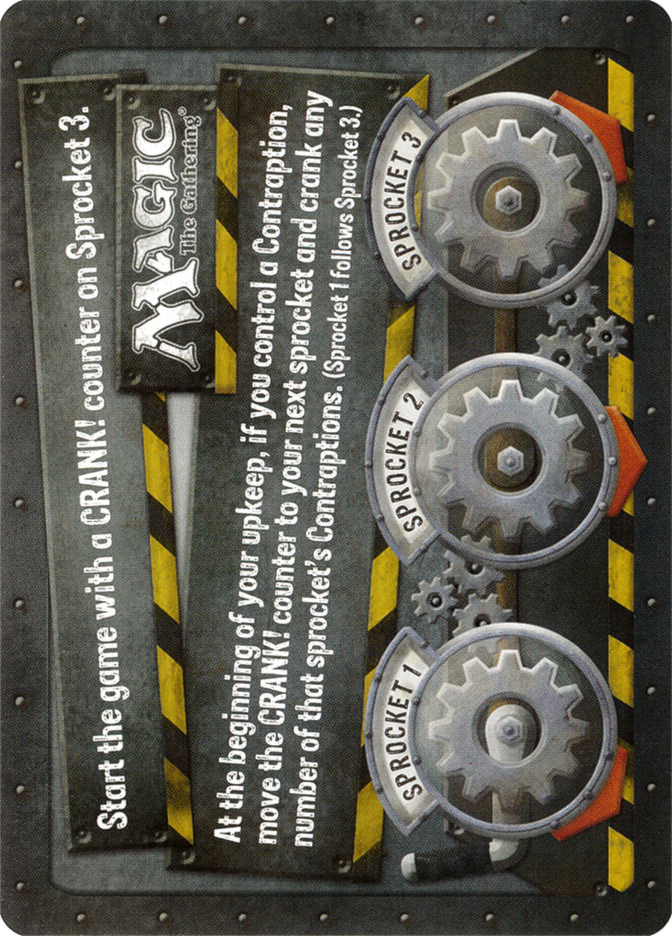 Start the game with a CRANK! counter on Sprocket 3.
MAGIC
The Gathering®
At the beginning of your upkeep, if you control a Contraption,
move the CRANK! counter to your next sprocket and crank any
number of that sprocket's Contraptions. (Sprocket 1 follows Sprocket 3.)
SPROCKET 1
SPROCKET 2
SPROCKET 3